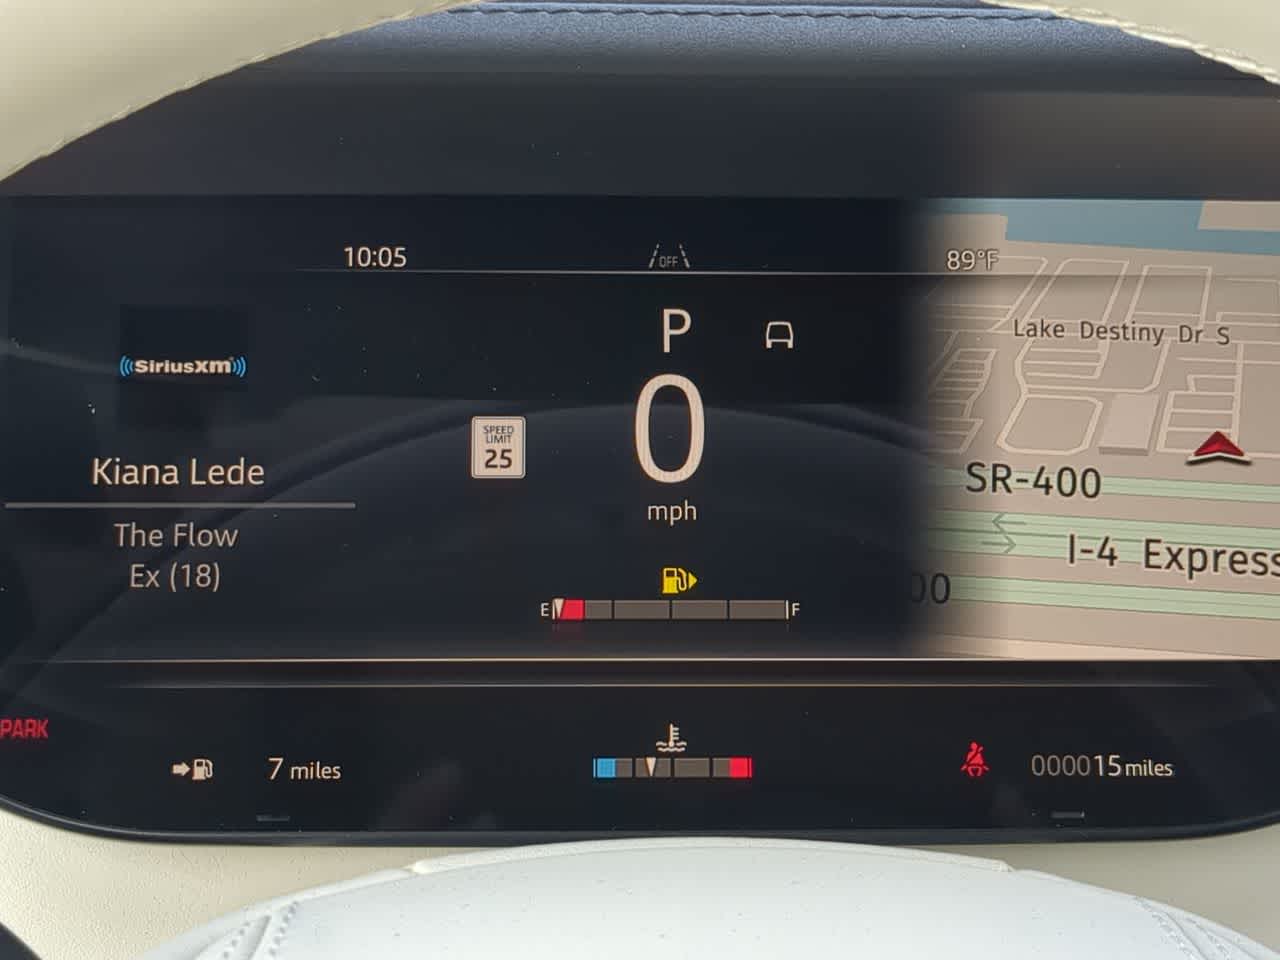 10:05
OFF
89°F
P
Lake Destiny Dr S
SiriusXM
SPEED
LIMIT
25
0
mph
Kiana Lede
The Flow
Ex (18)
SR-400
I-4 Express
00
E
F
PARK
7 miles
000015 miles